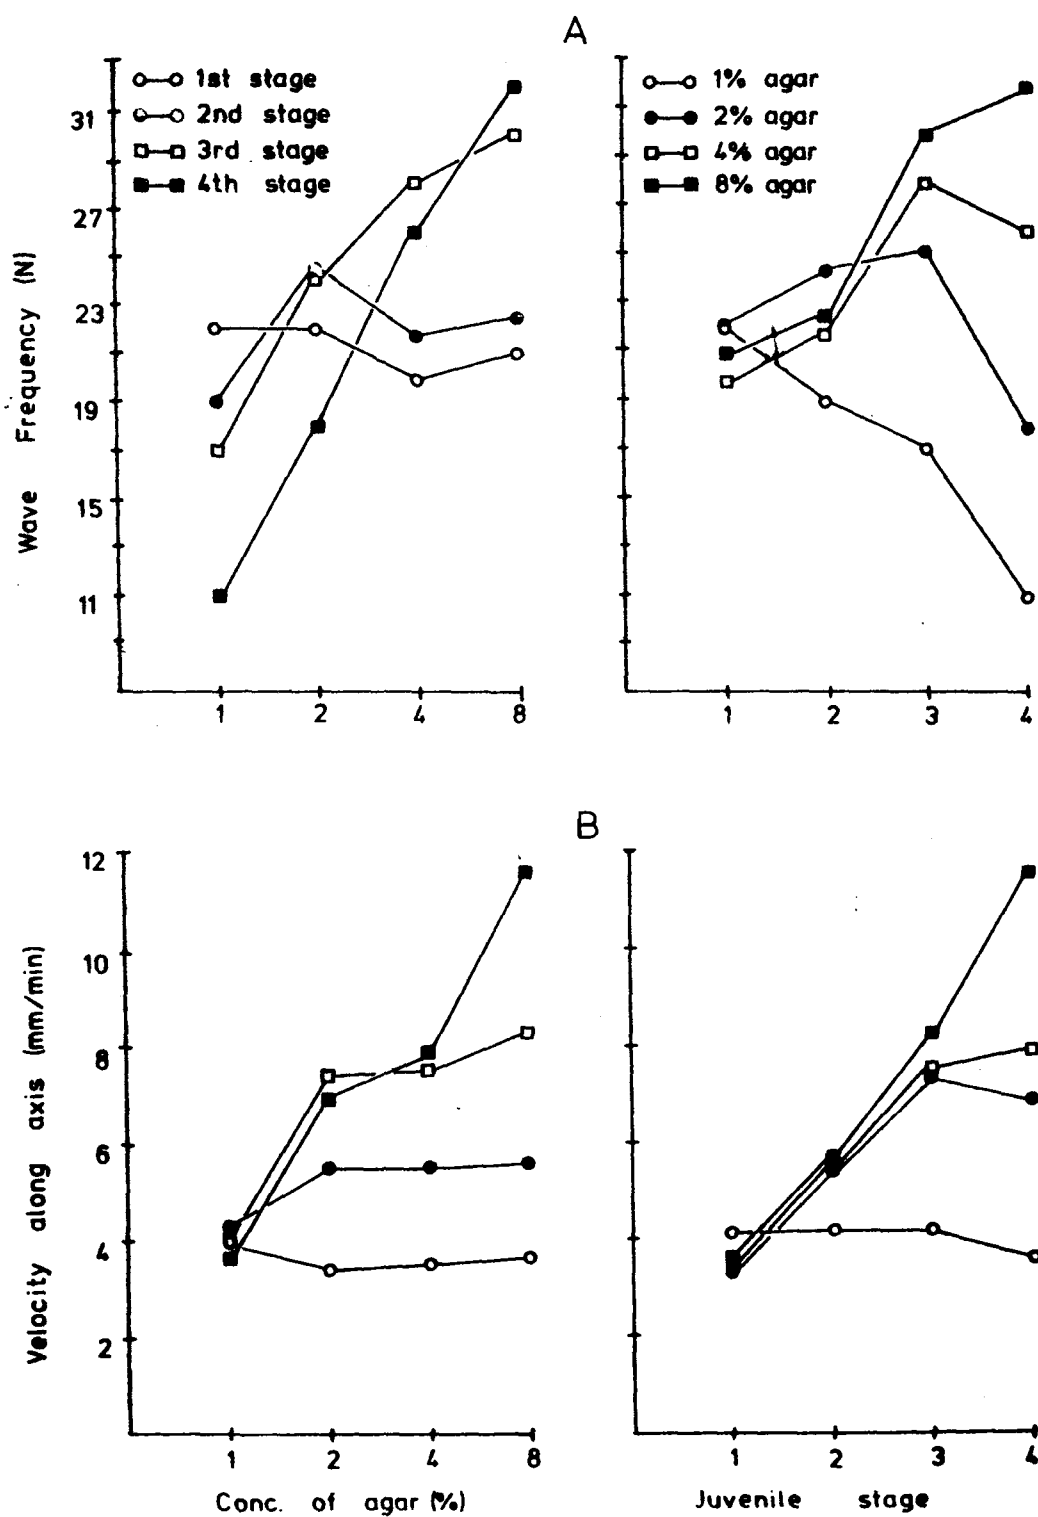 A
1st stage
2nd stage
3rd stage
4th stage
31
27
23
19
15
11
Wave Frequency (N)
1 2 4 8
1% agar
2% agar
4% agar
8% agar
1 2 3 4
B
12
10
8
6
4
2
Velocity along axis (mm/min)
1 2 4 8
Conc. of agar (%)
1 2 3 4
Juvenile stage